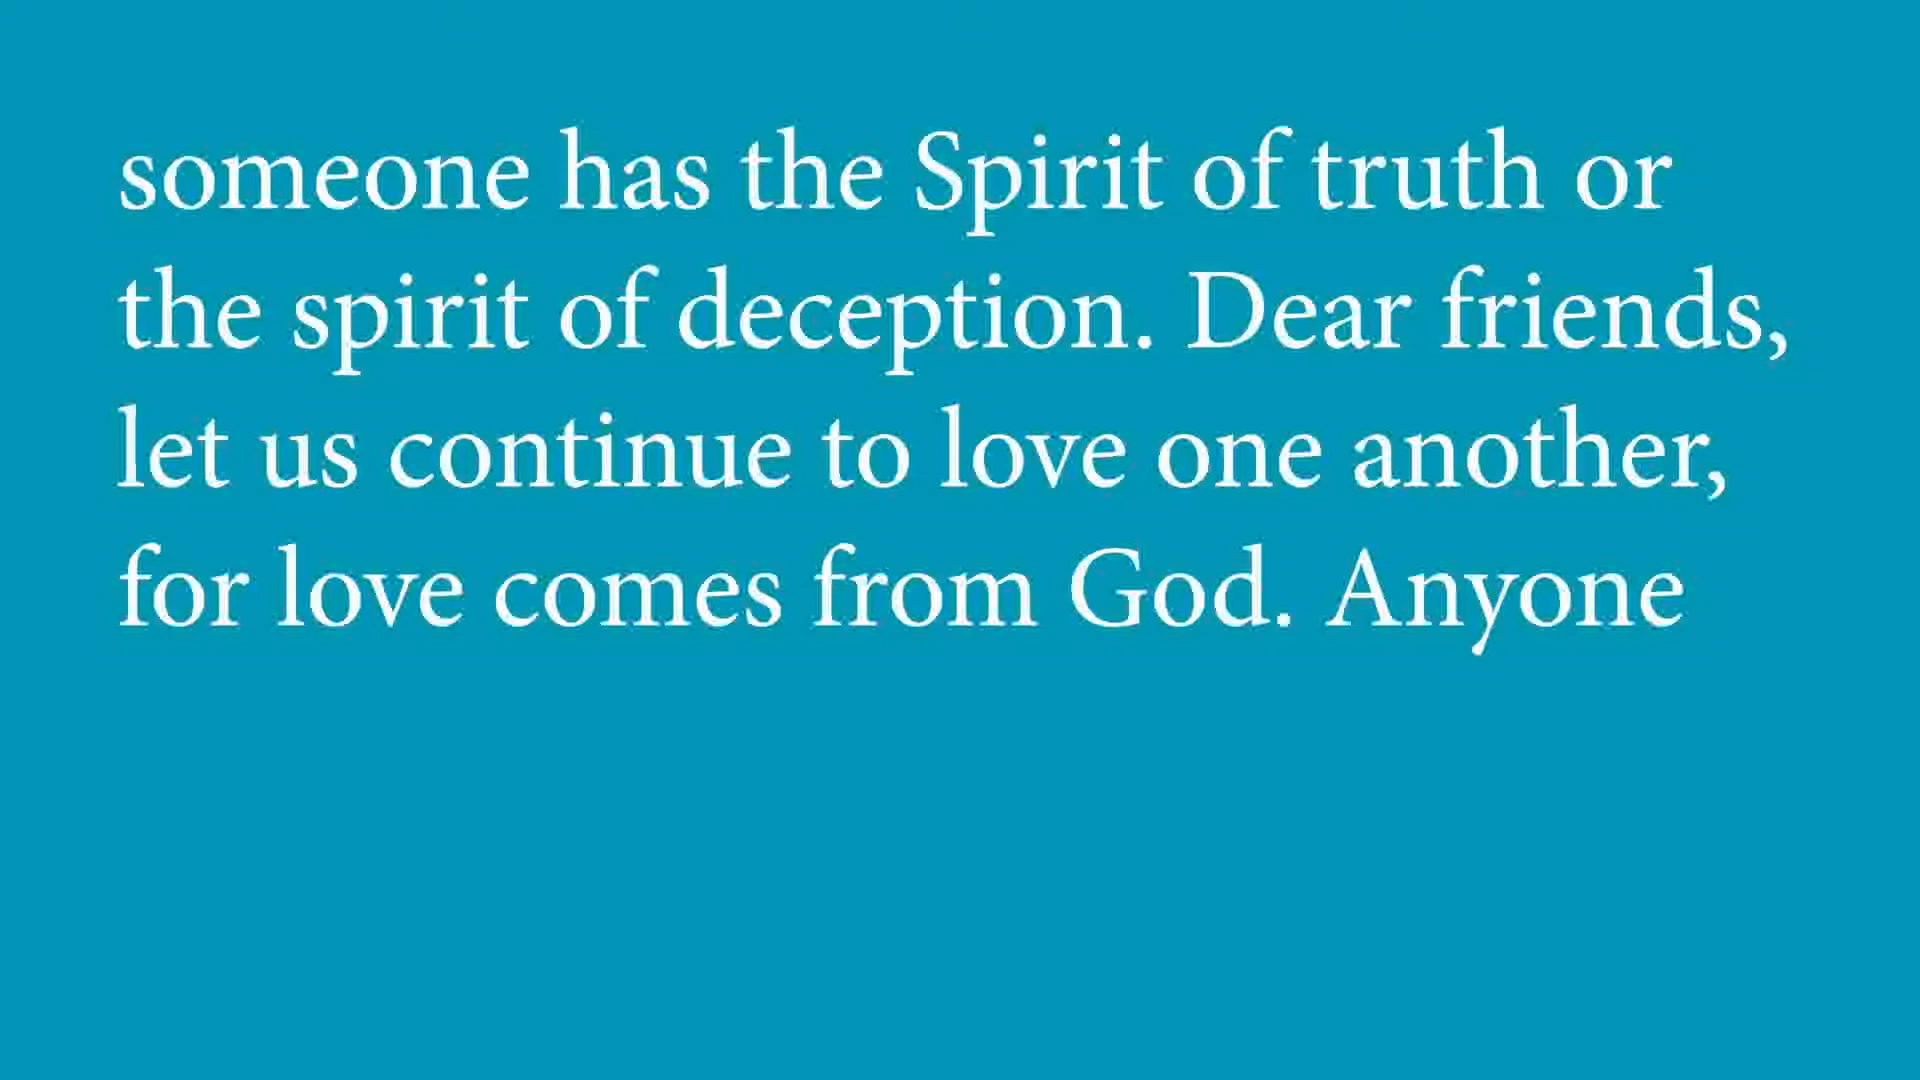 someone has the Spirit of truth or
the spirit of deception. Dear friends,
let us continue to love one another,
for love comes from God. Anyone